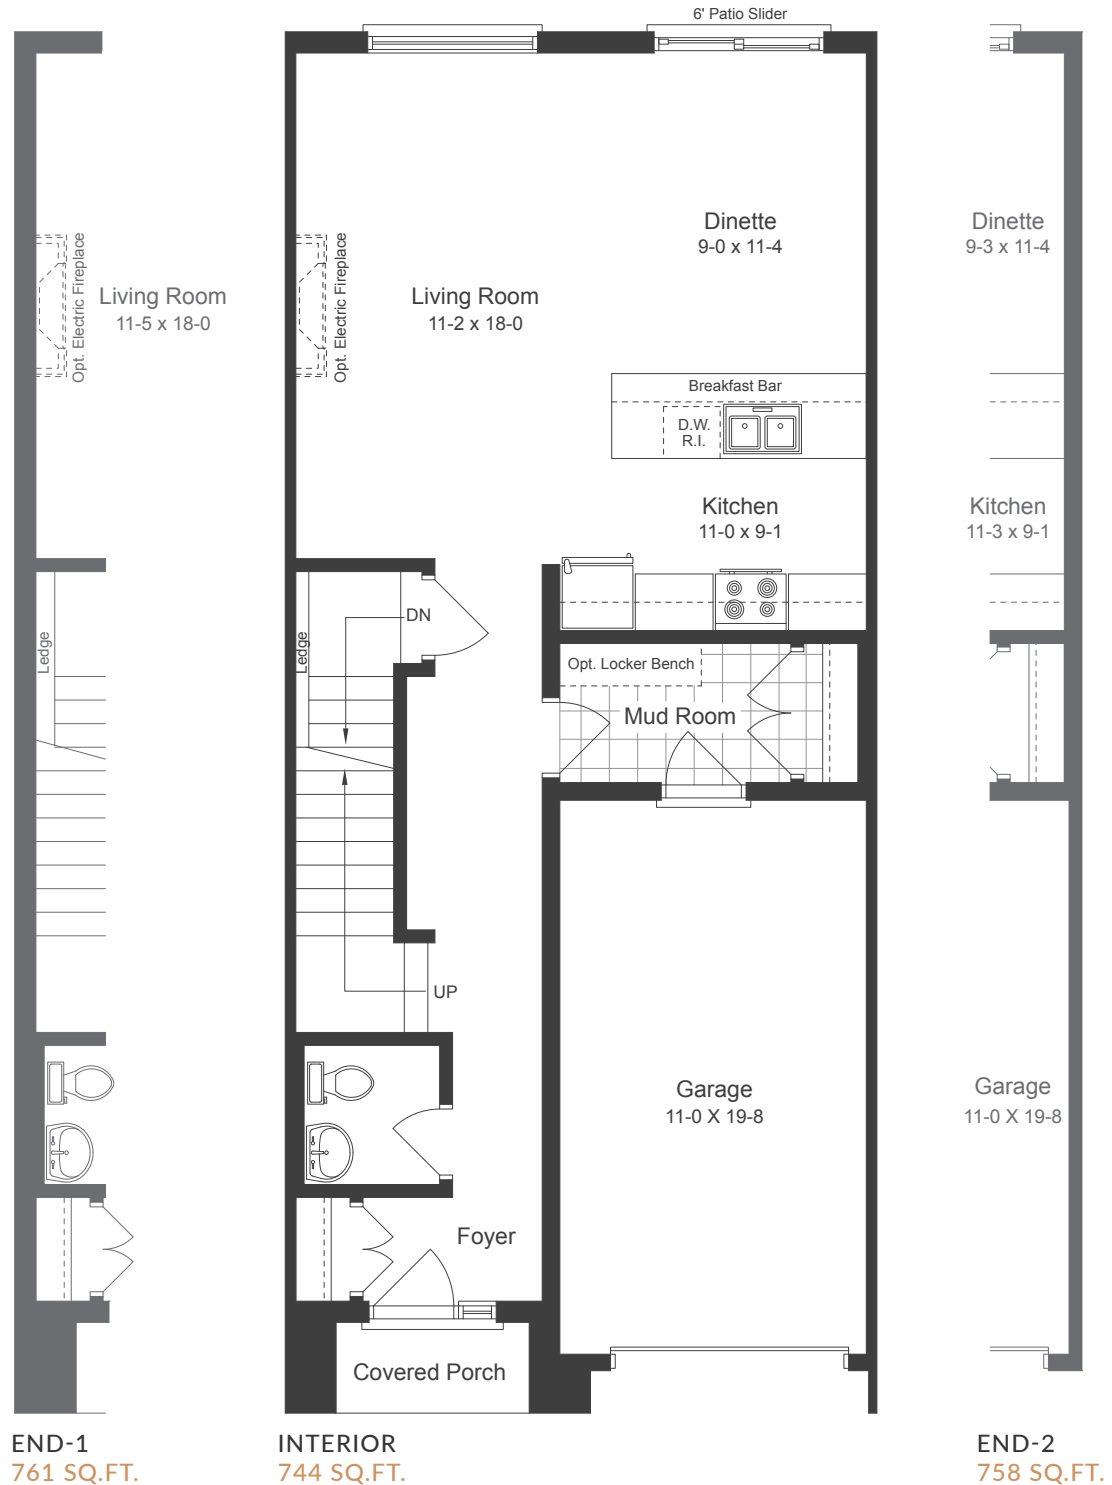 6' Patio Slider
Opt. Electric Fireplace
Living Room
11-5 x 18-0
Ledge
Opt. Electric Fireplace
Living Room
11-2 x 18-0
Dinette
9-0 x 11-4
Breakfast Bar
D.W.
R.I.
Kitchen
11-0 x 9-1
DN
Ledge
Opt. Locker Bench
Mud Room
UP
Garage
11-0 X 19-8
Foyer
Covered Porch
Dinette
9-3 x 11-4
Kitchen
11-3 x 9-1
Garage
11-0 X 19-8
END-1
761 SQ.FT.
INTERIOR
744 SQ.FT.
END-2
758 SQ.FT.